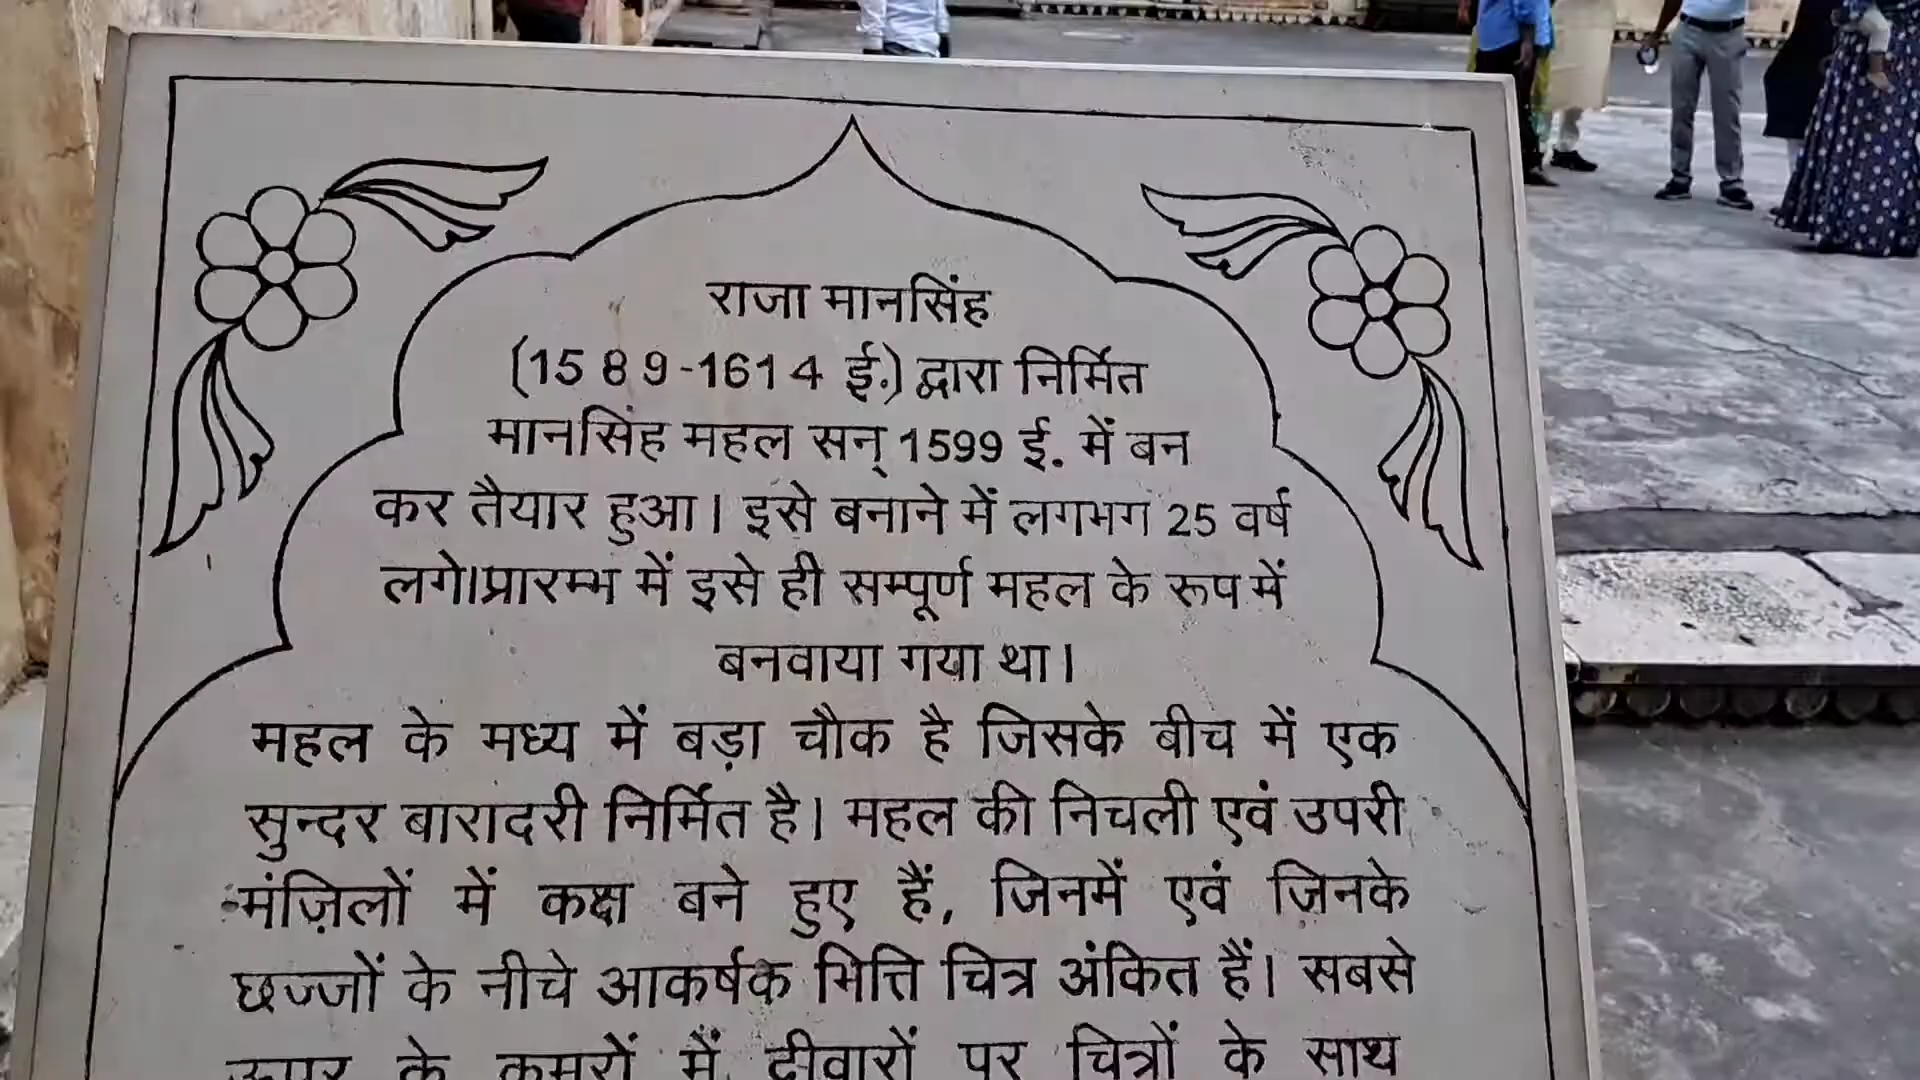 राजा मानसिंह
(1589-1614 ई.) द्वारा निर्मित
मानसिंह महल सन् 1599 ई. में बन
कर तैयार हुआ। इसे बनाने में लगभग 25 वर्ष
लगे।प्रारम्भ में इसे ही सम्पूर्ण महल के रूप में
बनवाया गया था।
महल के मध्य में बड़ा चौक है जिसके बीच में एक
सुन्दर बारादरी निर्मित है। महल की निचली एवं उपरी
मंज़िलों में कक्ष बने हुए हैं, जिनमें एवं जिनके
छज्जों के नीचे आकर्षक भित्ति चित्र अंकित हैं। सबसे
ऊपर के कमरों में दीवारों पर चित्रों के साथ